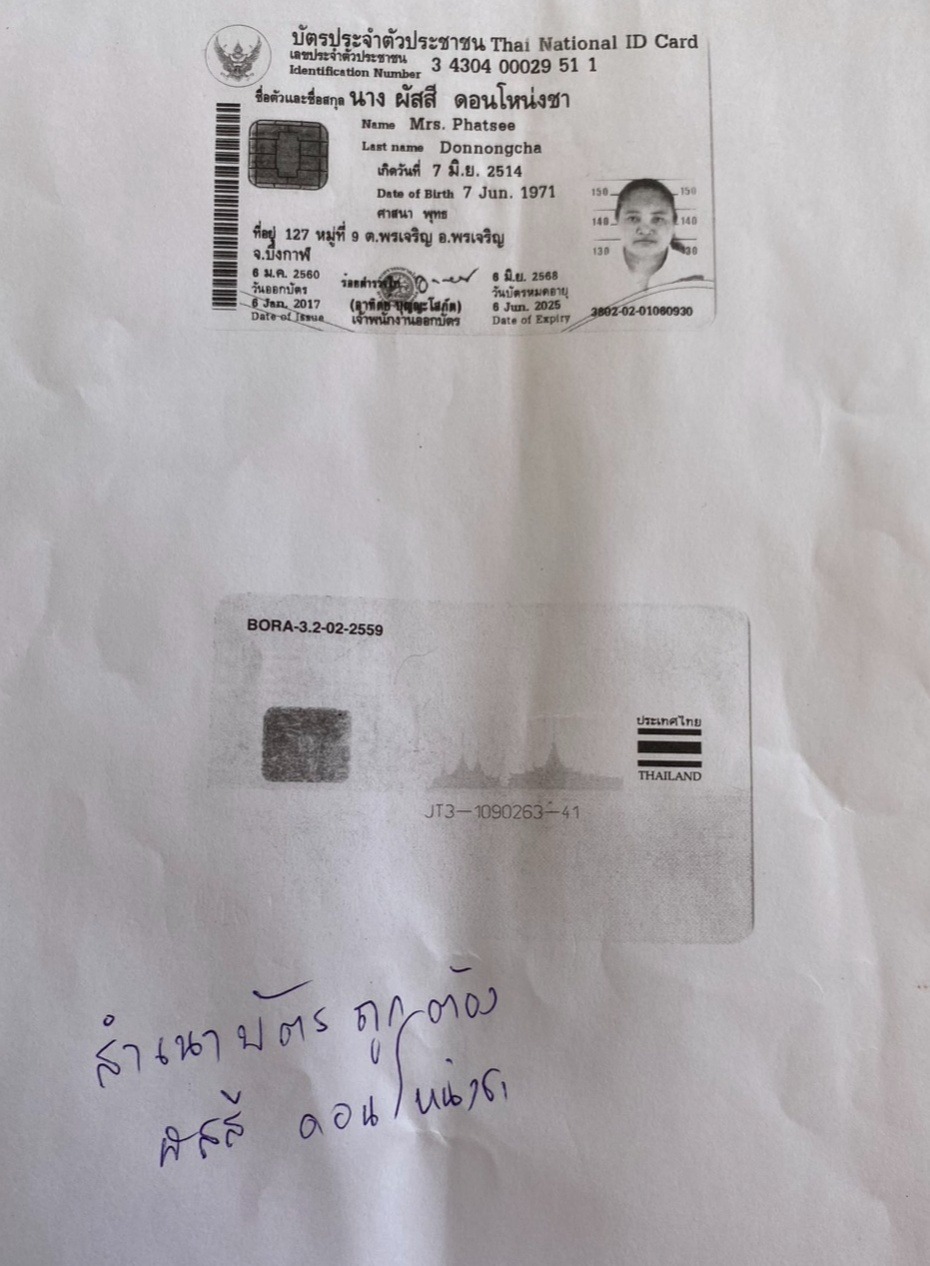 บัตรประจำตัวประชาชน Thai National ID Card
เลขประจำตัวประชาชน
Identification Number 3 4304 00029 51 1
ชื่อตัวและชื่อสกุล นาง ผัสสี ดอนโหน่งชา
Name Mrs. Phatsee
Last name Donnongcha
เกิดวันที่ 7 มิ.ย. 2514
Date of Birth 7 Jun. 1971
ศาสนา พุทธ
ที่อยู่ 127 หมู่ที่ 9 ต.พรเจริญ อ.พรเจริญ
จ.บึงกาฬ
6 ม.ค. 2560
วันออกบัตร
6 Jan. 2017
Date of Issue
เจ้าพนักงานออกบัตร
6 มิ.ย. 2568
วันบัตรหมดอายุ
6 Jun. 2025
Date of Expiry
150 150
140 140
130 130
3802-02-01060930
BORA-3.2-02-2559
ประเทศไทย
THAILAND
JT3-1090263-41
สำเนาบัตรถูกต้อง
ผัสสี ดอนโหน่งชา